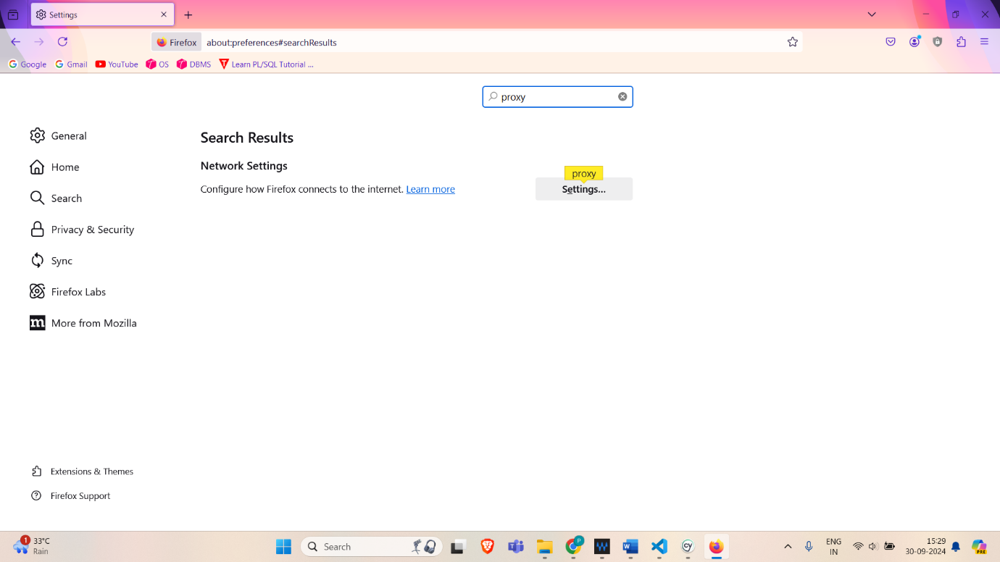 Settings
Firefox
about:preferences#searchResults
Google
Gmail
YouTube
OS
DBMS
Learn PL/SQL Tutorial ...
proxy
General
Home
Search
Privacy & Security
Sync
Firefox Labs
More from Mozilla
Extensions & Themes
Firefox Support
Search Results
Network Settings
Configure how Firefox connects to the internet. Learn more
proxy
Settings...
1
33°C
Rain
Search
P
W
CY
ENG
IN
15:29
30-09-2024
PRE